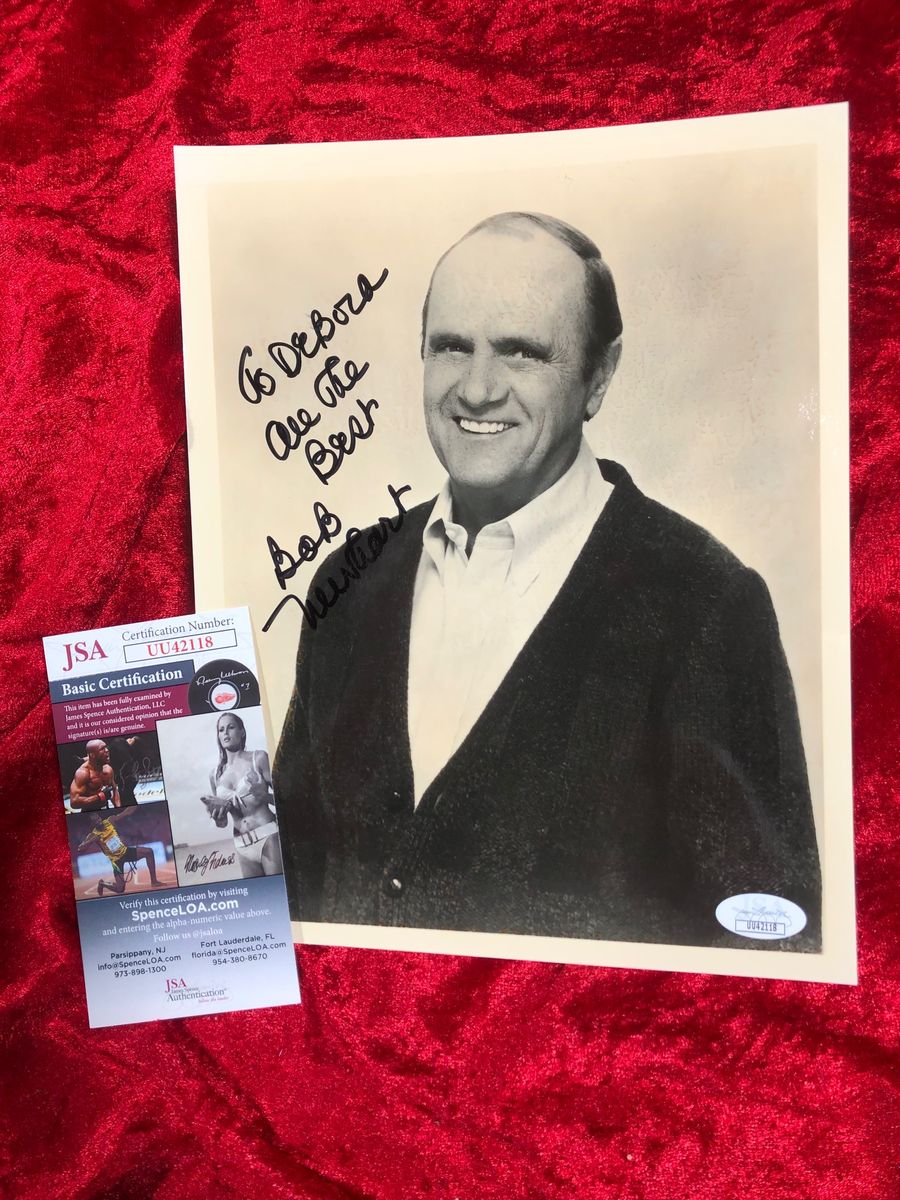 To DeBora
All The
Best
Bob
Newhart
JSA
Certification Number:
UU42118
Basic Certification
This item has been fully examined by
James Spence Authentication, LLC
and it is our considered opinion that the
signature(s) is/are genuine.
Verify this certification by visiting
SpenceLOA.com
and entering the alpha-numeric value above.
Follow us @jsaloa
Parsippany, NJ
info@SpenceLOA.com
973-898-1300
Fort Lauderdale, FL
florida@SpenceLOA.com
954-380-8670
JSA
James Spence
Authentication
JSA
UU42118